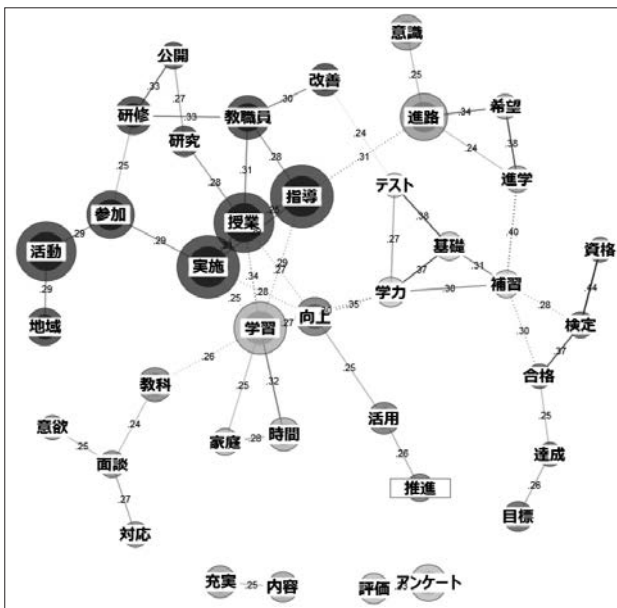 意識
公開
.25
改善
.33
.27
.30
研修
.33
教職員
進路
.34
希望
研究
.24
.24
.38
.31
.28
.31
テスト
進学
.25
.28
指導
参加
授業
.38
.29
.29
.27
基礎
.40
資格
活動
実施
.34
.27
.29
.37
.31
.44
.29
.25
.28
学力
.30
補習
.28
地域
学習
.27
向上
.35
検定
.30
.37
.26
.25
.32
.25
合格
教科
.25
意欲
.24
家庭
.28
時間
活用
.25
面談
.26
達成
推進
.27
.26
目標
対応
充実
.25
内容
評価
アンケート